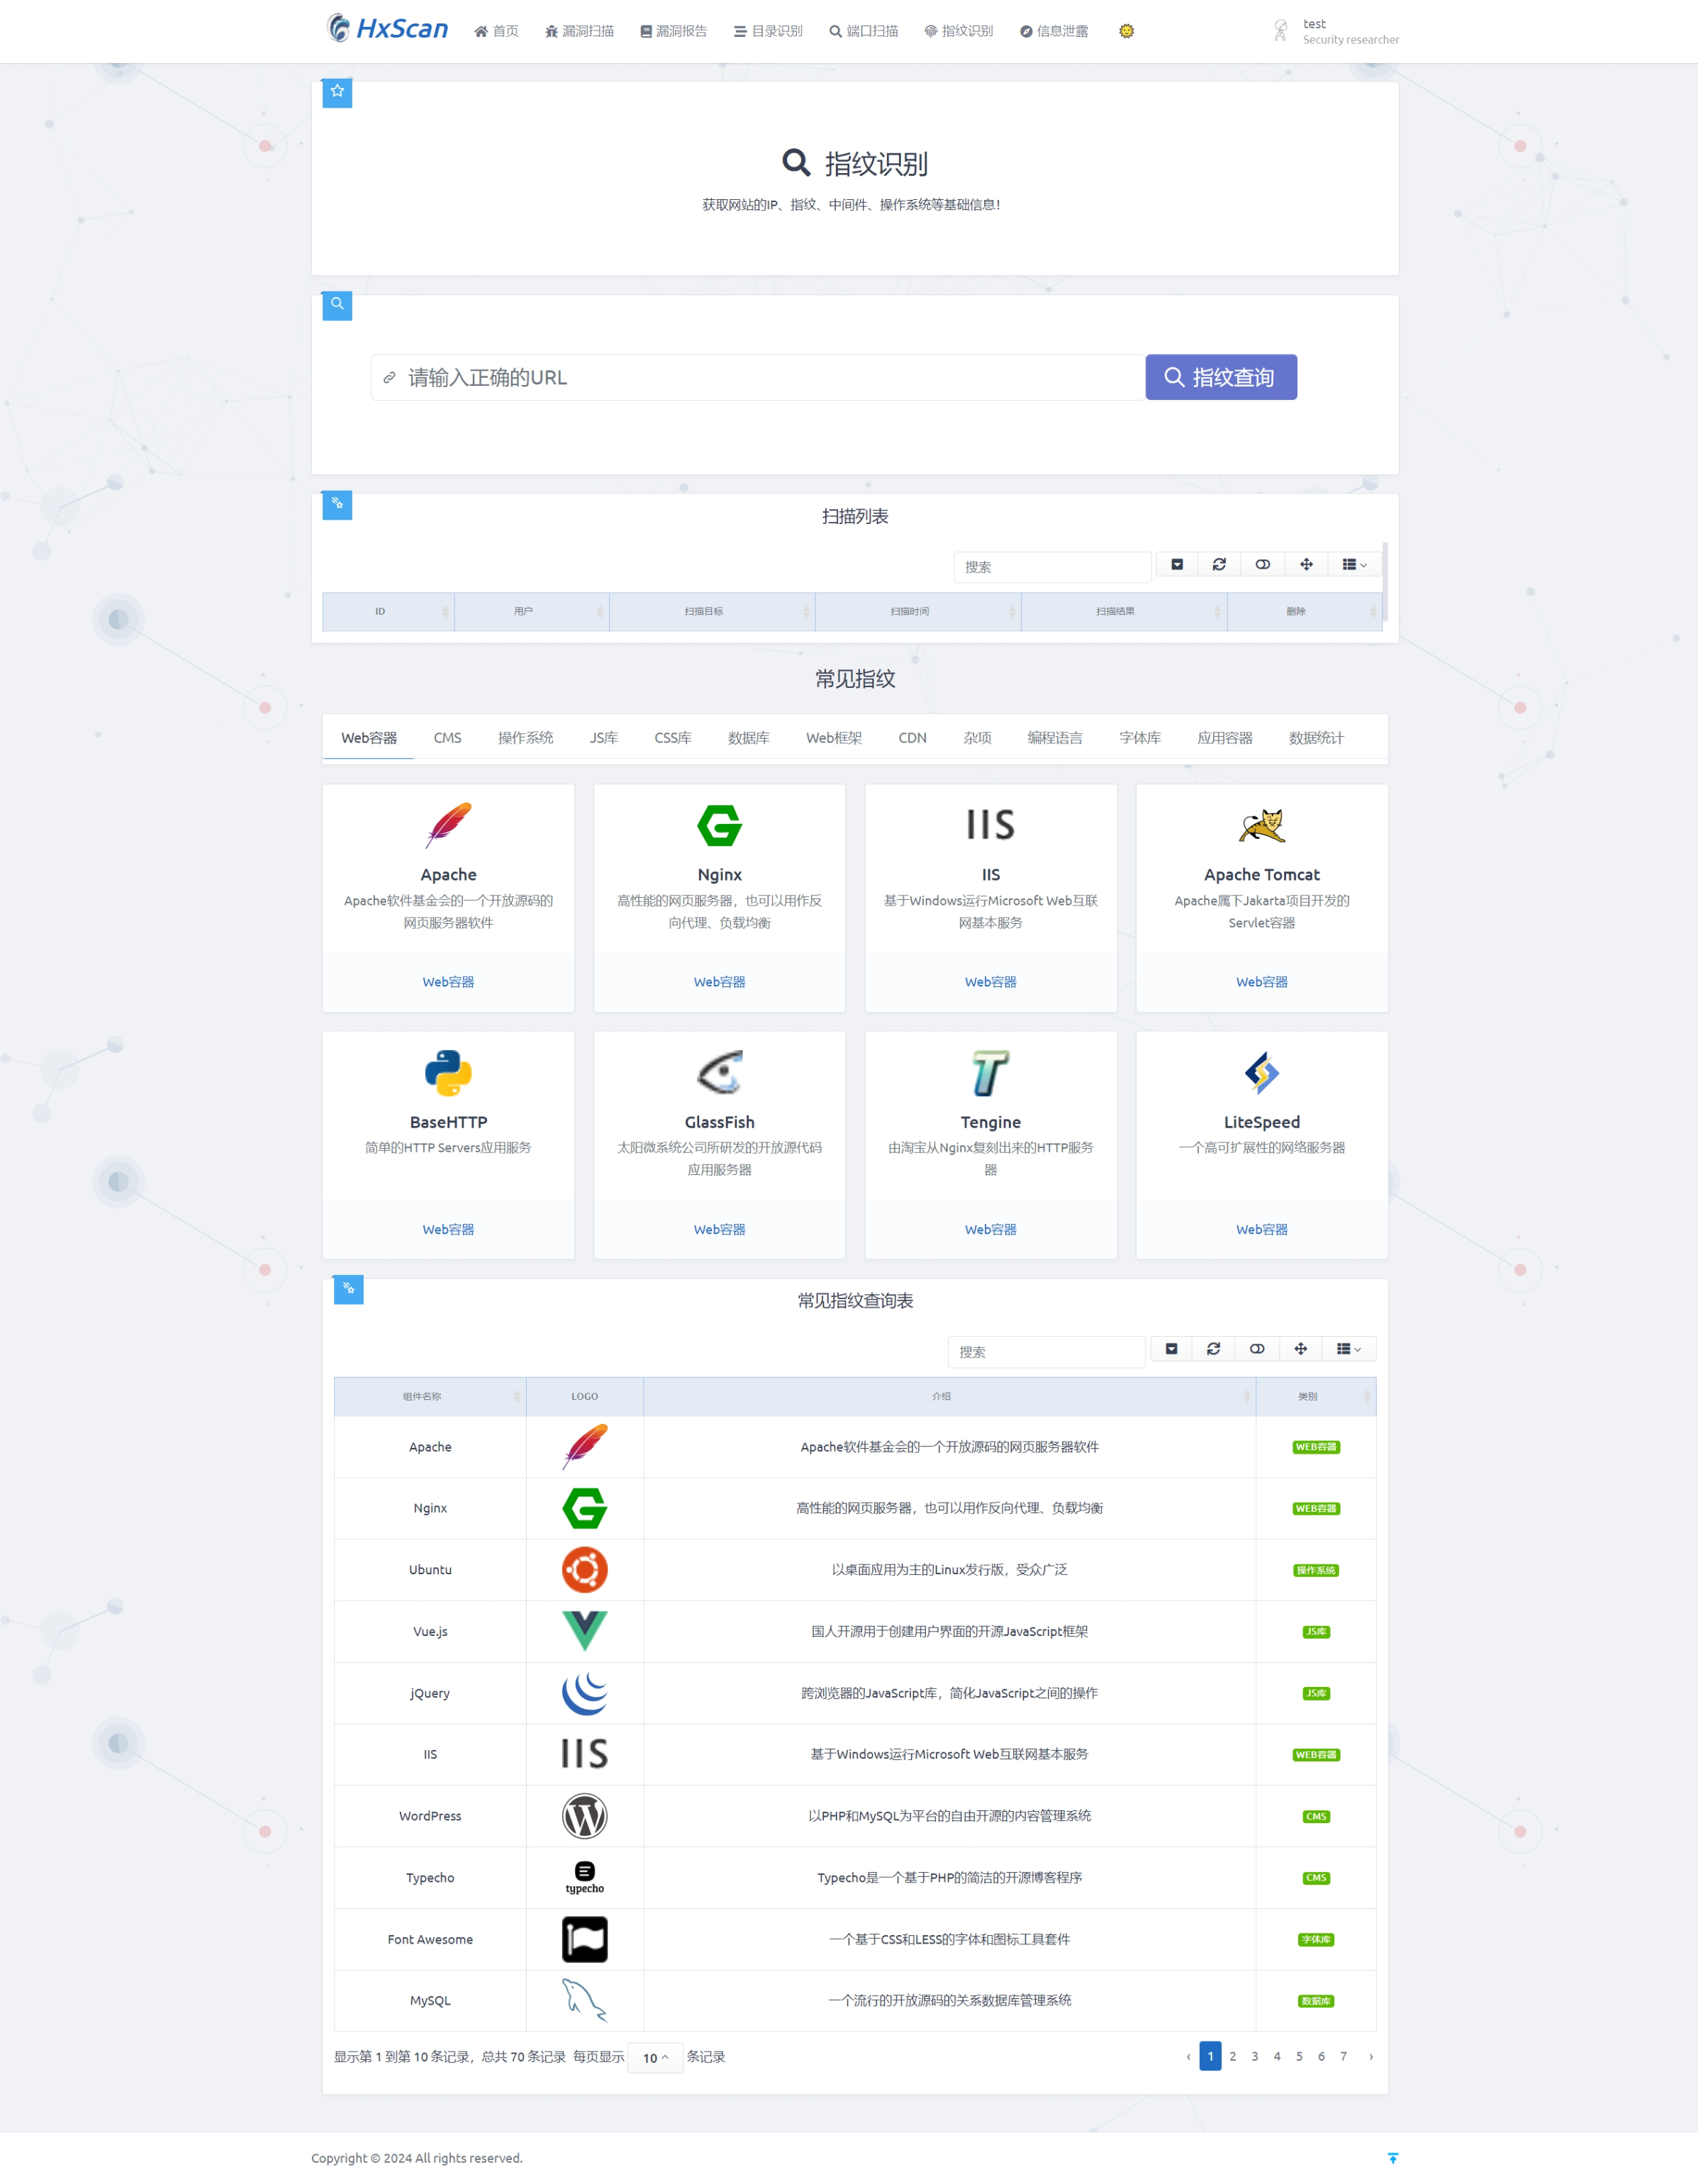 HxScan 首页 漏洞扫描 漏洞报告 目录识别 端口扫描 指纹识别 信息泄露
test
Security researcher
指纹识别
获取网站的IP、指纹、中间件、操作系统等基础信息!
请输入正确的URL 指纹查询
扫描列表
搜索
ID 用户 扫描目标 扫描时间 扫描结果 删除
常见指纹
Web容器 CMS 操作系统 JS库 CSS库 数据库 Web框架 CDN 杂项 编程语言 字体库 应用容器 数据统计
IIS
Apache Nginx IIS Apache Tomcat
Apache软件基金会的一个开放源码的 高性能的网页服务器，也可以用作反 基于Windows运行Microsoft Web互联 Apache属下Jakarta项目开发的
网页服务器软件 向代理、负载均衡 网基本服务 Servlet容器
Web容器 Web容器 Web容器 Web容器
BaseHTTP GlassFish Tengine LiteSpeed
简单的HTTP Servers应用服务 太阳微系统公司所研发的开放源代码 由淘宝从Nginx复刻出来的HTTP服务 一个高可扩展性的网络服务器
应用服务器 器
Web容器 Web容器 Web容器 Web容器
常见指纹查询表
搜索
组件名称 LOGO 介绍 类别
Apache Apache软件基金会的一个开放源码的网页服务器软件 WEB容器
Nginx 高性能的网页服务器，也可以用作反向代理、负载均衡 WEB容器
Ubuntu 以桌面应用为主的Linux发行版，受众广泛 操作系统
Vue.js 国人开源用于创建用户界面的开源JavaScript框架 JS库
jQuery 跨浏览器的JavaScript库，简化JavaScript之间的操作 JS库
IIS IIS 基于Windows运行Microsoft Web互联网基本服务 WEB容器
WordPress 以PHP和MySQL为平台的自由开源的内容管理系统 CMS
Typecho typecho Typecho是一个基于PHP的简洁的开源博客程序 CMS
Font Awesome 一个基于CSS和LESS的字体和图标工具套件 字体库
MySQL 一个流行的开放源码的关系数据库管理系统 数据库
显示第 1 到第 10 条记录，总共 70 条记录 每页显示 10 条记录 ‹ 1 2 3 4 5 6 7 ›
Copyright © 2024 All rights reserved.